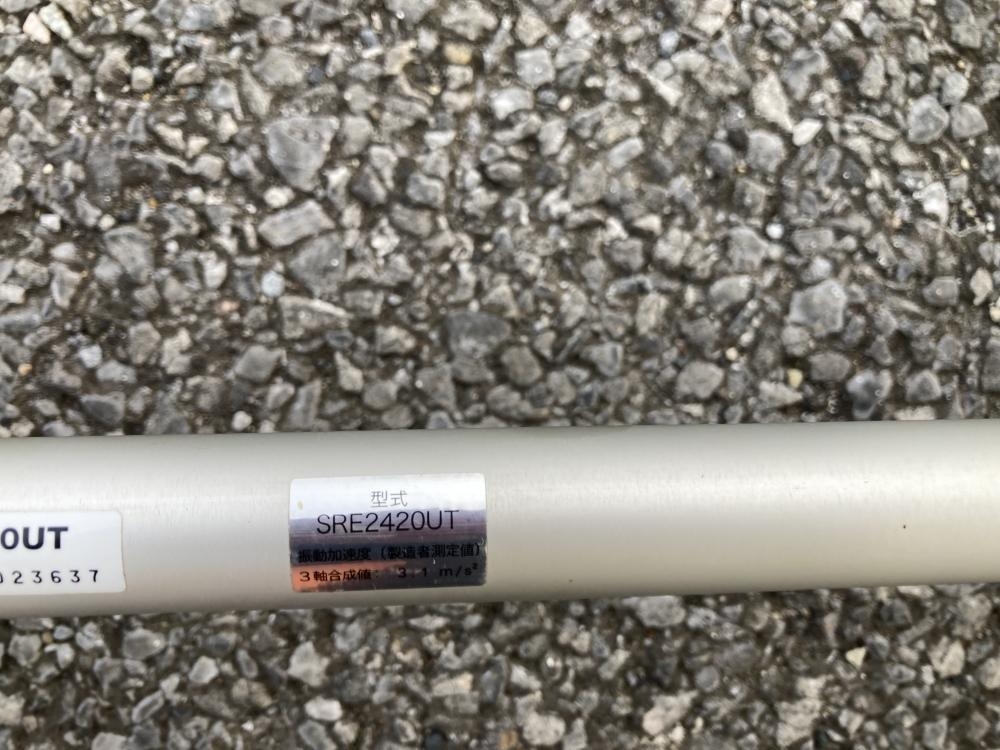 0UT
023637
型式
SRE2420UT
振動加速度（製造者測定値）
3軸合成値： 3.1 m/s²